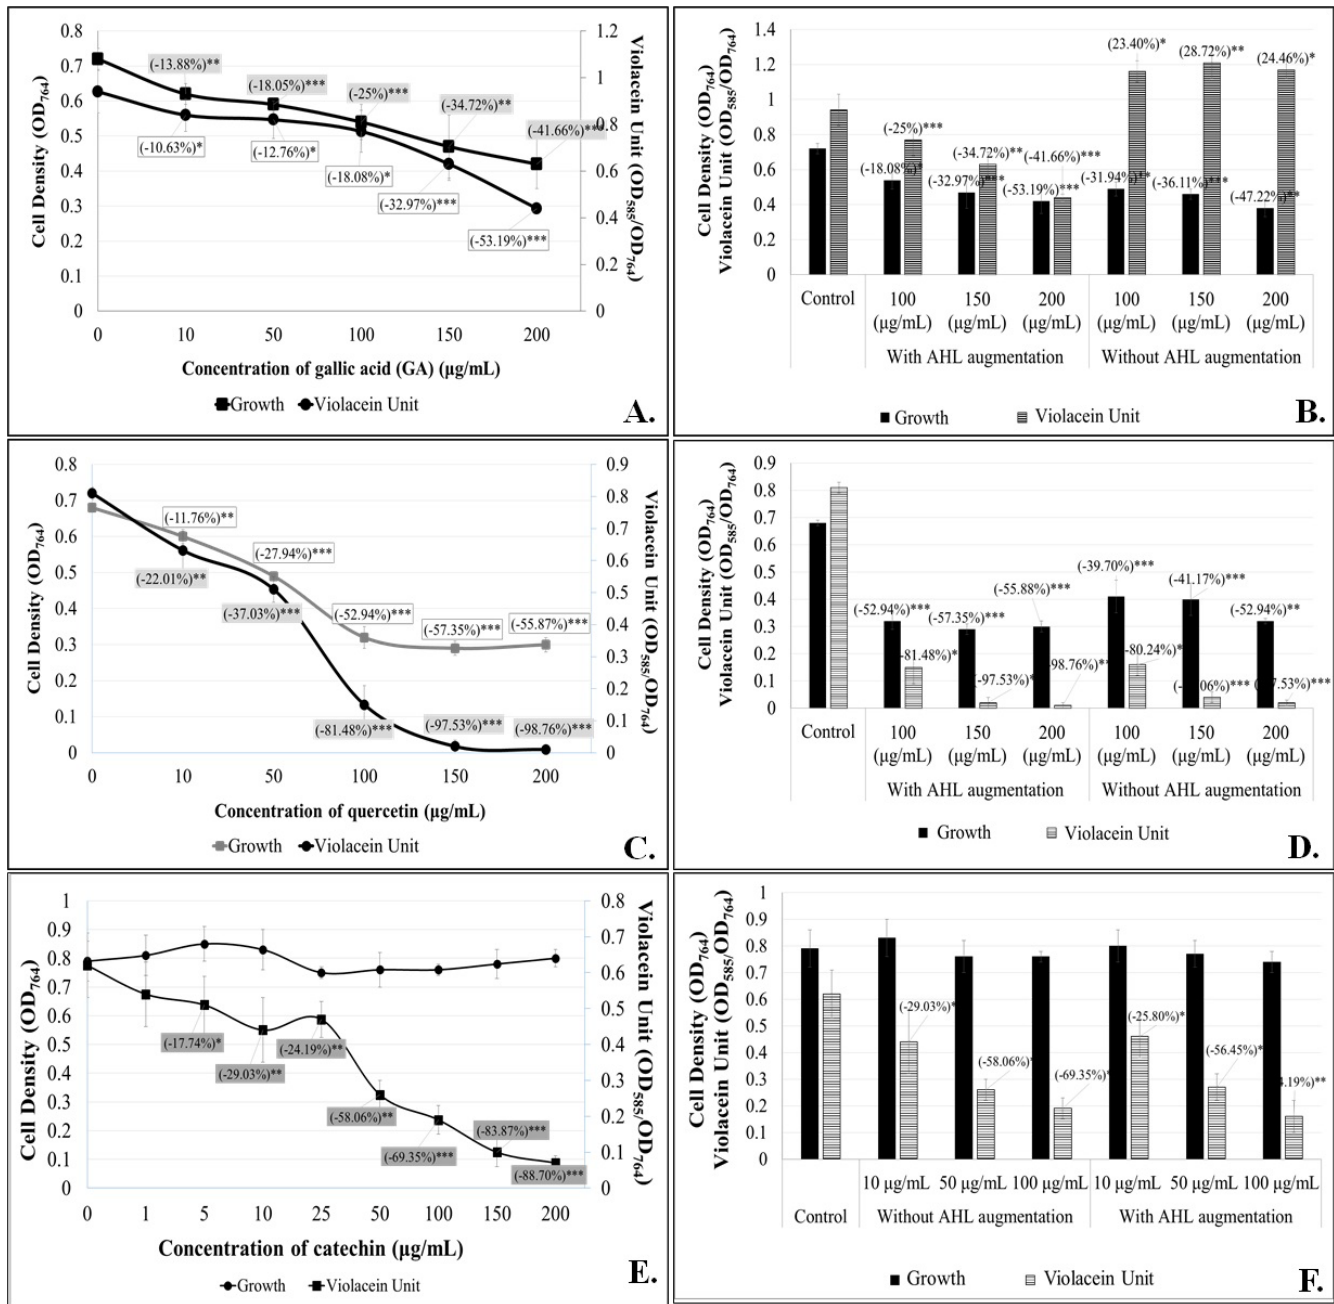 0.8
0.7
0.6
0.5
0.4
0.3
0.2
0.1
0
Cell Density (OD764)
1.2
1
0.8
0.6
0.4
0.2
0
Violacein Unit (OD585/OD764)
(-13.88%)**
(-18.05%)***
(-25%)***
(-34.72%)**
(-41.66%)***
(-10.63%)*
(-12.76%)*
(-18.08%)*
(-32.97%)***
(-53.19%)***
0 10 50 100 150 200
Concentration of gallic acid (GA) (µg/mL)
Growth Violacein Unit
A.
1.4
1.2
1
0.8
0.6
0.4
0.2
0
Cell Density (OD764)
Violacein Unit (OD585/OD764)
(23.40%)* (28.72%)** (24.46%)*
(-25%)***
(-34.72%)** (-41.66%)***
(-18.08%)* (-32.97%)*** (-53.19%)*** (-31.94%)** (-36.11%)*** (-47.22%)**
Control 100 150 200 100 150 200
(µg/mL) (µg/mL) (µg/mL) (µg/mL) (µg/mL) (µg/mL)
With AHL augmentation Without AHL augmentation
Growth Violacein Unit
B.
0.8
0.7
0.6
0.5
0.4
0.3
0.2
0.1
0
Cell Density (OD764)
0.9
0.8
0.7
0.6
0.5
0.4
0.3
0.2
0.1
0
Violacein Unit (OD585/OD764)
(-11.76%)**
(-27.94%)***
(-52.94%)***
(-57.35%)***
(-55.87%)***
(-22.01%)**
(-37.03%)***
(-81.48%)***
(-97.53%)***
(-98.76%)***
0 10 50 100 150 200
Concentration of quercetin (µg/mL)
Growth Violacein Unit
C.
0.9
0.8
0.7
0.6
0.5
0.4
0.3
0.2
0.1
0
Cell Density (OD764)
Violacein Unit (OD585/OD764)
(-39.70%)***
(-41.17%)***
(-55.88%)***
(-52.94%)*** (-57.35%)*** (-52.94%)**
-81.48%)* (-97.53%)* 98.76%)** -80.24%)* 06%)*** 7.53%)***
Control 100 150 200 100 150 200
(µg/mL) (µg/mL) (µg/mL) (µg/mL) (µg/mL) (µg/mL)
With AHL augmentation Without AHL augmentation
Growth Violacein Unit
D.
1
0.9
0.8
0.7
0.6
0.5
0.4
0.3
0.2
0.1
0
Cell Density (OD764)
0.8
0.7
0.6
0.5
0.4
0.3
0.2
0.1
0
Violacein Unit (OD585/OD764)
(-17.74%)*
(-29.03%)**
(-24.19%)**
(-58.06%)**
(-69.35%)***
(-83.87%)***
(-88.70%)***
0 1 5 10 25 50 100 150 200
Concentration of catechin (µg/mL)
Growth Violacein Unit
E.
1
0.9
0.8
0.7
0.6
0.5
0.4
0.3
0.2
0.1
0
Cell Density (OD764)
Violacein Unit (OD585/OD764)
(-29.03%)*
(-58.06%)*
(-69.35%)*
(-25.80%)*
(-56.45%)*
4.19%)**
10 µg/mL 50 µg/mL 100 µg/mL 10 µg/mL 50 µg/mL 100 µg/mL
Control Without AHL augmentation With AHL augmentation
Growth Violacein Unit
F.